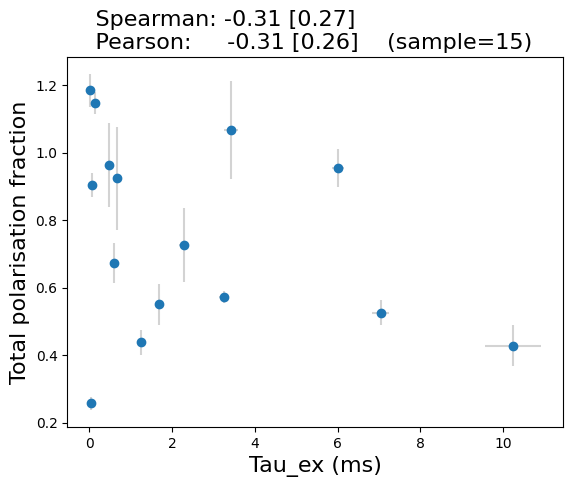 Spearman: -0.31 [0.27]
Pearson: -0.31 [0.26] (sample=15)
1.2
1.0
0.8
0.6
0.4
0.2
Total polarisation fraction
0 2 4 6 8 10
Tau_ex (ms)